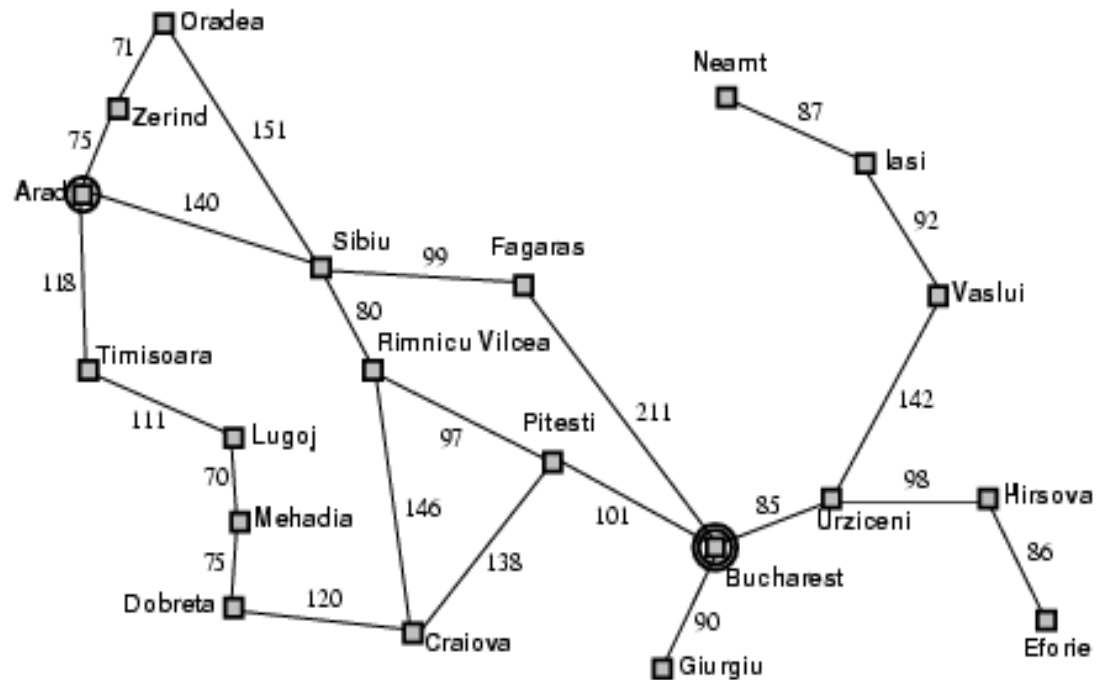 Oradea
71
Neamt
Zerind
87
75
151
Iasi
Arad
140
92
Sibiu
Fagaras
99
118
Vaslui
80
Timisoara
Rimnicu Vilcea
142
111
211
Lugoj
97
Pitesti
70
98
Hirsova
Mehadia
146
101
85
Urziceni
86
75
138
Bucharest
Dobreta
120
90
Craiova
Eforie
Giurgiu